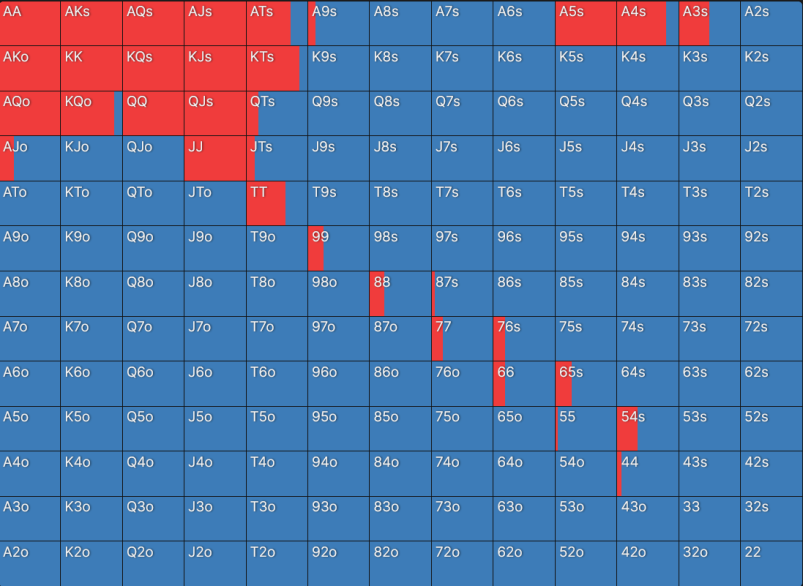 AA AKs AQs AJs ATs A9s A8s A7s A6s A5s A4s A3s A2s
AKo KK KQs KJs KTs K9s K8s K7s K6s K5s K4s K3s K2s
AQo KQo QQ QJs QTs Q9s Q8s Q7s Q6s Q5s Q4s Q3s Q2s
AJo KJo QJo JJ JTs J9s J8s J7s J6s J5s J4s J3s J2s
ATo KTo QTo JTo TT T9s T8s T7s T6s T5s T4s T3s T2s
A9o K9o Q9o J9o T9o 99 98s 97s 96s 95s 94s 93s 92s
A8o K8o Q8o J8o T8o 98o 88 87s 86s 85s 84s 83s 82s
A7o K7o Q7o J7o T7o 97o 87o 77 76s 75s 74s 73s 72s
A6o K6o Q6o J6o T6o 96o 86o 76o 66 65s 64s 63s 62s
A5o K5o Q5o J5o T5o 95o 85o 75o 65o 55 54s 53s 52s
A4o K4o Q4o J4o T4o 94o 84o 74o 64o 54o 44 43s 42s
A3o K3o Q3o J3o T3o 93o 83o 73o 63o 53o 43o 33 32s
A2o K2o Q2o J2o T2o 92o 82o 72o 62o 52o 42o 32o 22